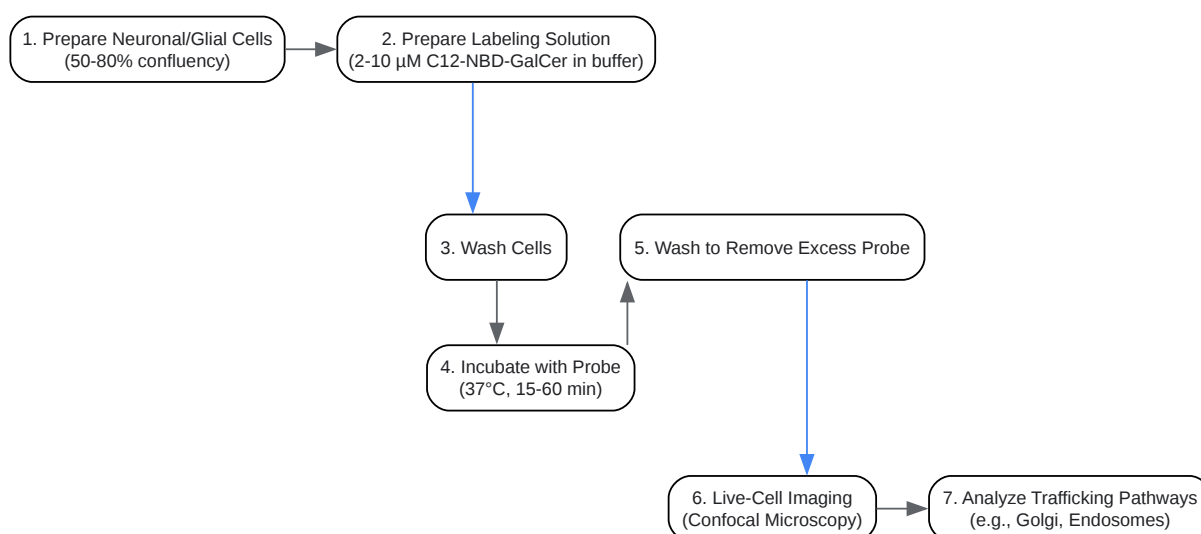 1. Prepare Neuronal/Glial Cells
(50-80% confluency)
2. Prepare Labeling Solution
(2-10 µM C12-NBD-GalCer in buffer)
3. Wash Cells
4. Incubate with Probe
(37°C, 15-60 min)
5. Wash to Remove Excess Probe
6. Live-Cell Imaging
(Confocal Microscopy)
7. Analyze Trafficking Pathways
(e.g., Golgi, Endosomes)